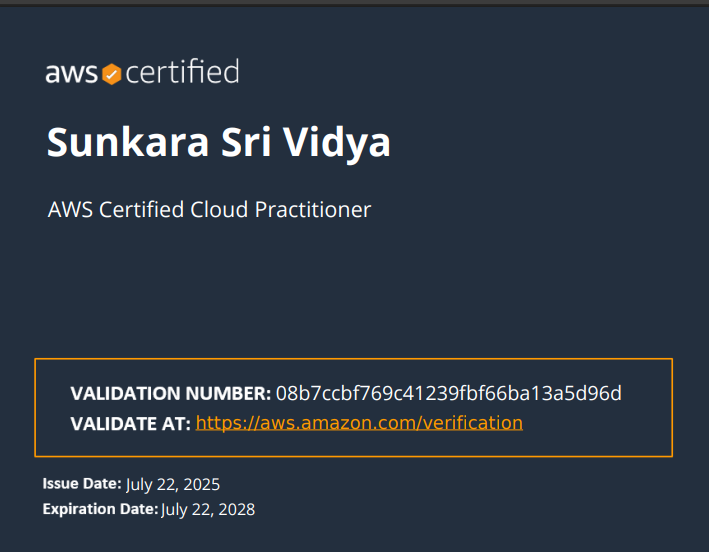 aws certified
Sunkara Sri Vidya
AWS Certified Cloud Practitioner
VALIDATION NUMBER: 08b7ccbf769c41239fbf66ba13a5d96d
VALIDATE AT: https://aws.amazon.com/verification
Issue Date: July 22, 2025
Expiration Date: July 22, 2028